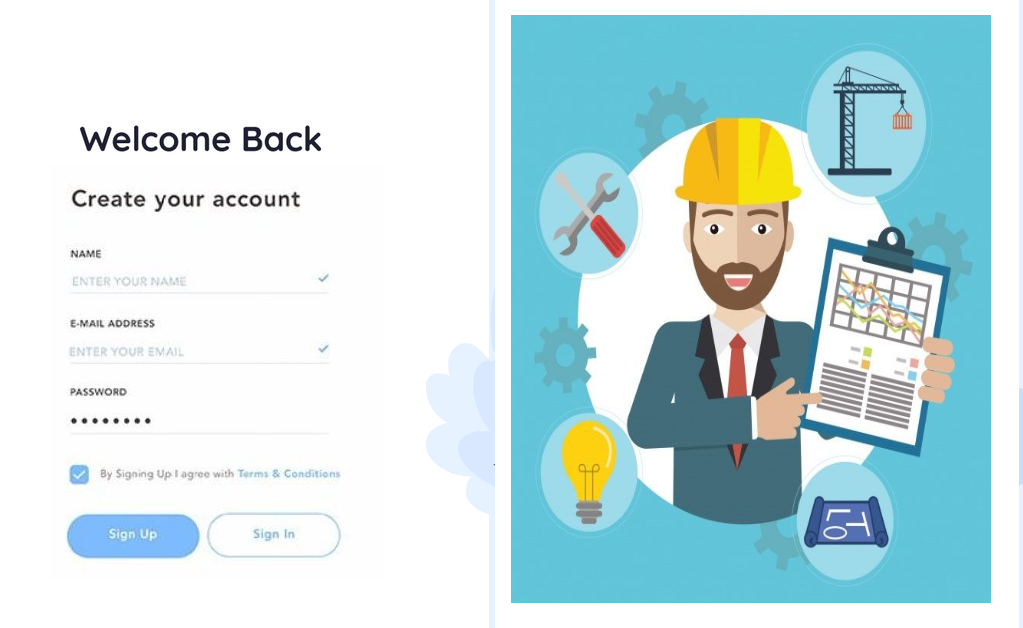 Welcome Back
Create your account
NAME
ENTER YOUR NAME
E-MAIL ADDRESS
ENTER YOUR EMAIL
PASSWORD
••••••••
By Signing Up I agree with Terms & Conditions
Sign Up
Sign In